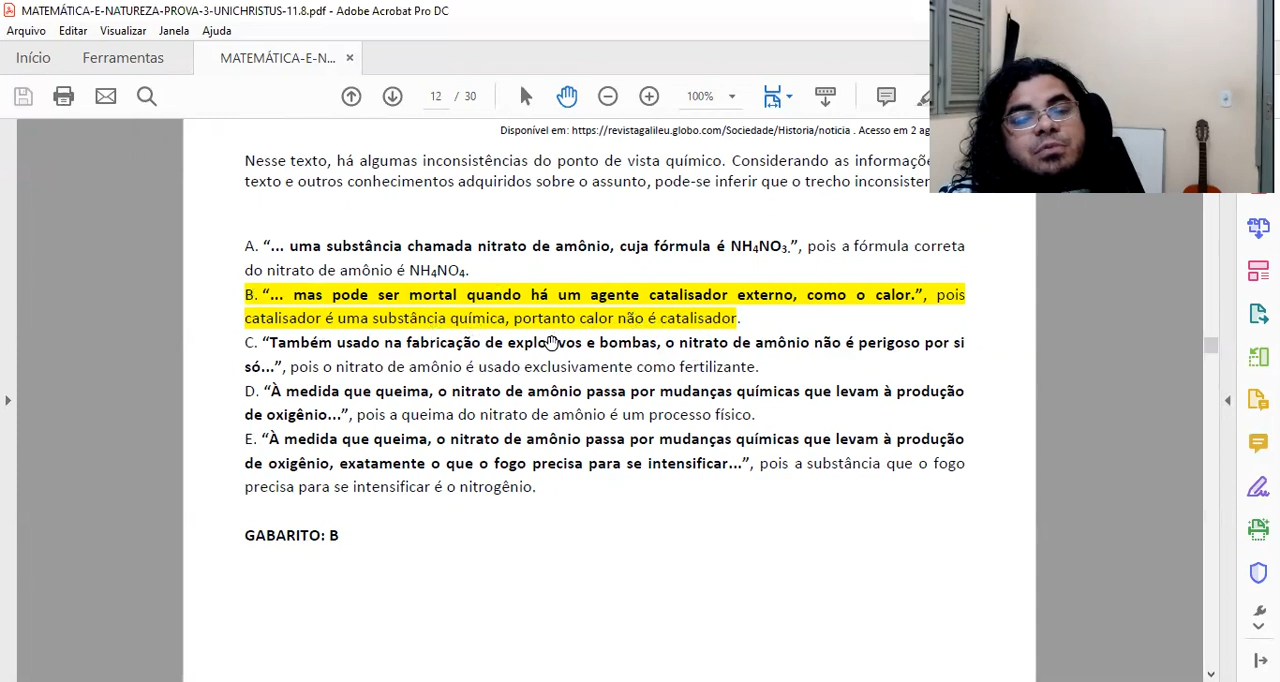 MATEMÁTICA-E-NATUREZA-PROVA-3-UNICHRISTUS-11.8.pdf - Adobe Acrobat Pro DC
Arquivo Editar Visualizar Janela Ajuda
Início Ferramentas MATEMÁTICA-E-N... ×
12 / 30 100%
Disponível em: https://revistagalileu.globo.com/Sociedade/Historia/noticia . Acesso em 2 ag
Nesse texto, há algumas inconsistências do ponto de vista químico. Considerando as informaçõe
texto e outros conhecimentos adquiridos sobre o assunto, pode-se inferir que o trecho inconsisten
A. “... uma substância chamada nitrato de amônio, cuja fórmula é NH₄NO₃.”, pois a fórmula correta
do nitrato de amônio é NH₄NO₄.
B. “... mas pode ser mortal quando há um agente catalisador externo, como o calor.”, pois
catalisador é uma substância química, portanto calor não é catalisador.
C. “Também usado na fabricação de explosivos e bombas, o nitrato de amônio não é perigoso por si
só...”, pois o nitrato de amônio é usado exclusivamente como fertilizante.
D. “À medida que queima, o nitrato de amônio passa por mudanças químicas que levam à produção
de oxigênio...”, pois a queima do nitrato de amônio é um processo físico.
E. “À medida que queima, o nitrato de amônio passa por mudanças químicas que levam à produção
de oxigênio, exatamente o que o fogo precisa para se intensificar...”, pois a substância que o fogo
precisa para se intensificar é o nitrogênio.
GABARITO: B